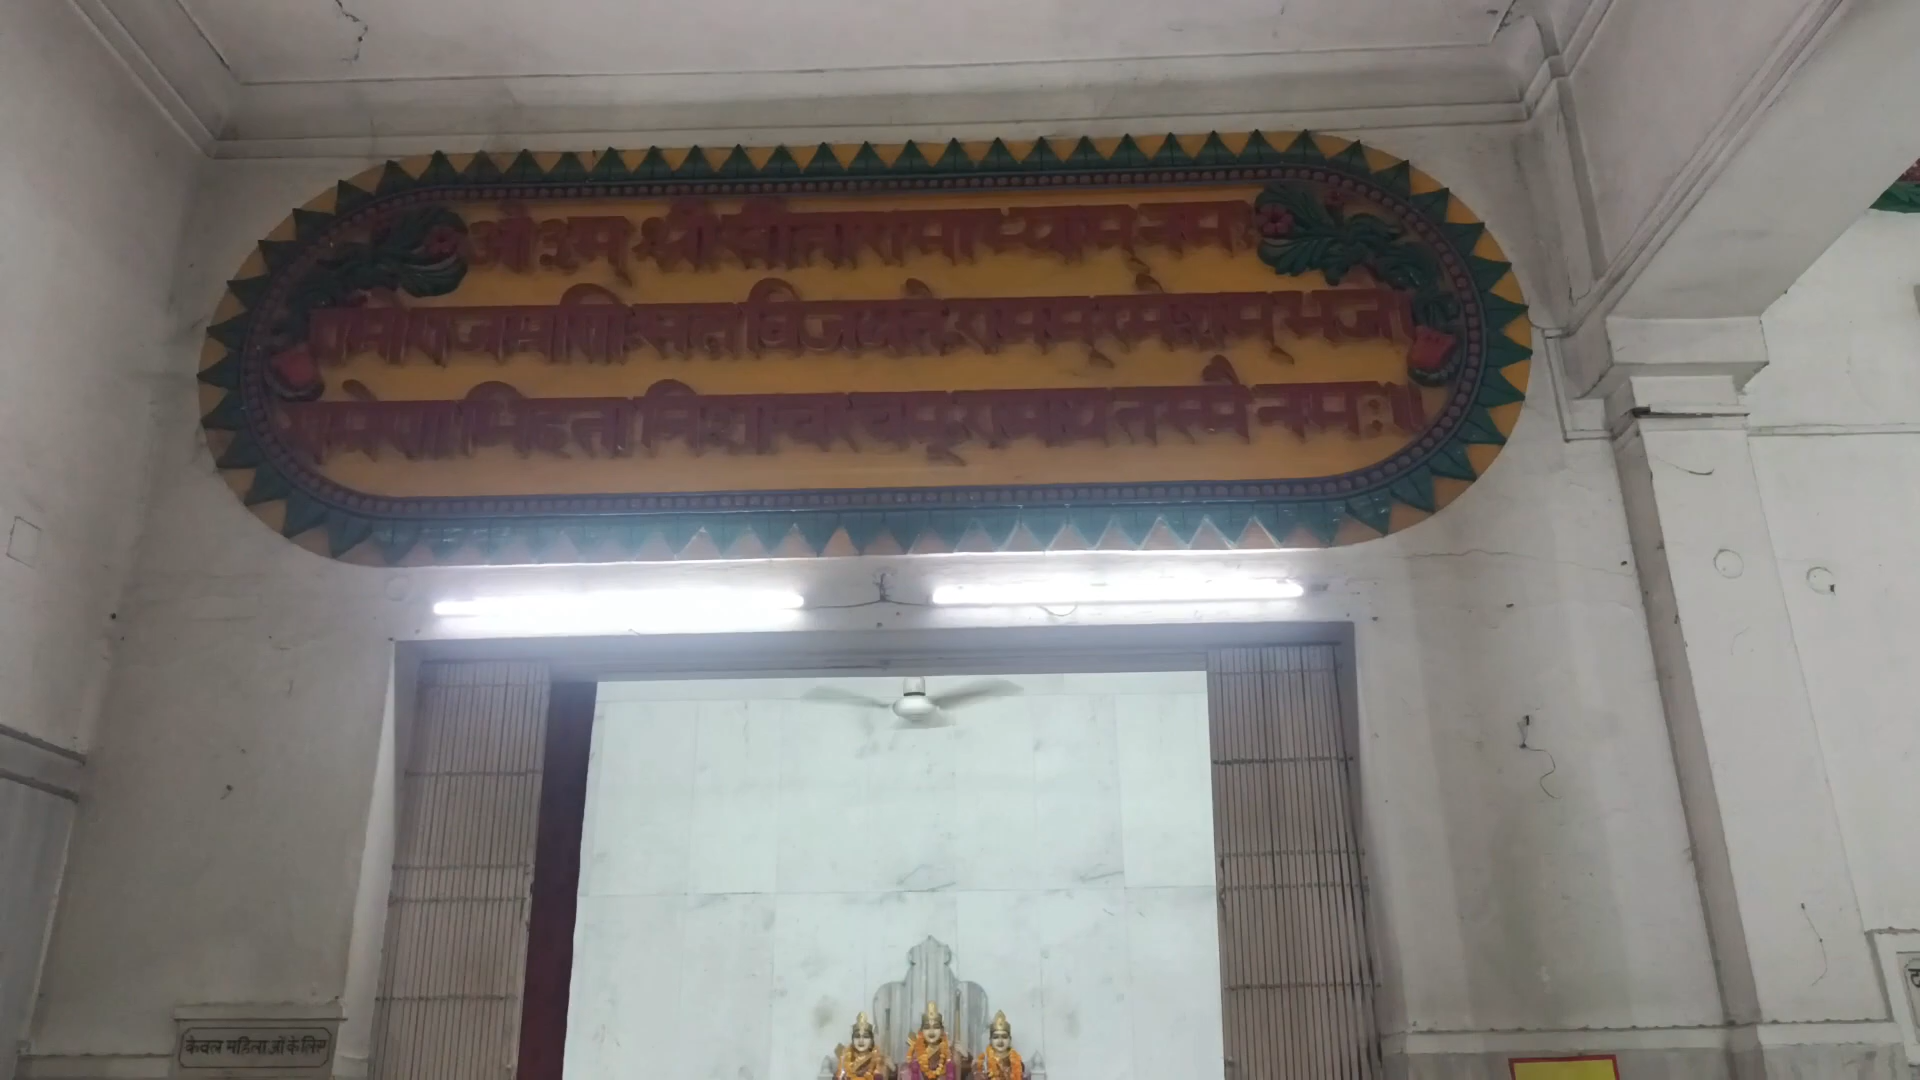 ओ३म् श्रीसीतारामाभ्याम् नमः
रामो राजमणिः सदा विजयते रामम् रमेशम् भजे।
रामेणाभिहता निशाचरचमू रामाय तस्मै नमः॥
केवल महिलाओं के लिए